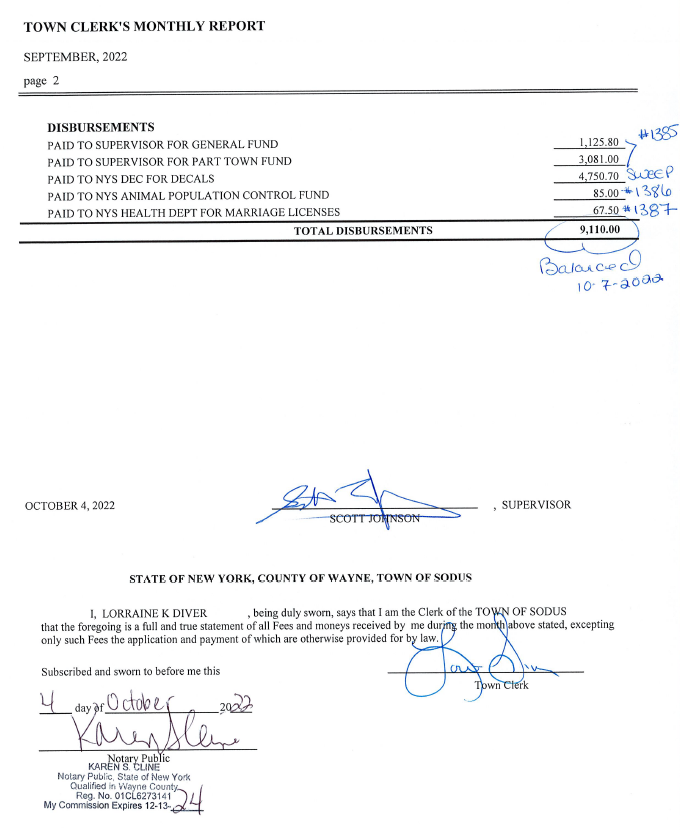 TOWN CLERK'S MONTHLY REPORT
SEPTEMBER, 2022
page 2
DISBURSEMENTS
PAID TO SUPERVISOR FOR GENERAL FUND 1,125.80 #1385
PAID TO SUPERVISOR FOR PART TOWN FUND 3,081.00
PAID TO NYS DEC FOR DECALS 4,750.70 SWEEP
PAID TO NYS ANIMAL POPULATION CONTROL FUND 85.00 #1386
PAID TO NYS HEALTH DEPT FOR MARRIAGE LICENSES 67.50 #1387
TOTAL DISBURSEMENTS 9,110.00
Balanced
10-7-2022
OCTOBER 4, 2022 , SUPERVISOR
SCOTT JOHNSON
STATE OF NEW YORK, COUNTY OF WAYNE, TOWN OF SODUS
I, LORRAINE K DIVER , being duly sworn, says that I am the Clerk of the TOWN OF SODUS
that the foregoing is a full and true statement of all Fees and moneys received by me during the month above stated, excepting
only such Fees the application and payment of which are otherwise provided for by law.
Subscribed and sworn to before me this
Town Clerk
4 day of October 2022
Karen S Cline
Notary Public
KAREN S. CLINE
Notary Public, State of New York
Qualified in Wayne County
Reg. No. 01CL6273141
My Commission Expires 12-13-24